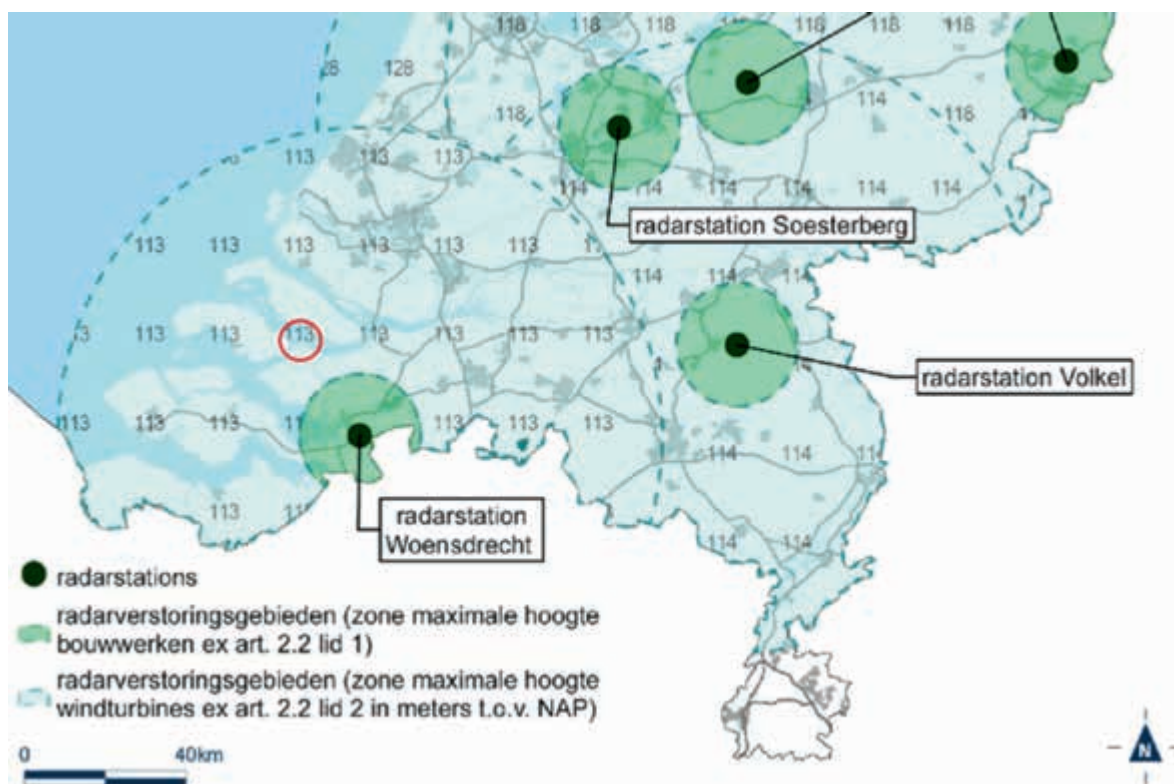 118 118 118 118 118 118
128 128
114
118 118
113 113 113
114 114 114 114 114 114
radarstation Soesterberg
113 113 113 113 113 113
114 114 114
113 113 113 113 113 113 113
radarstation Volkel
113 113 113 113 113
114 114
radarstation
Woensdrecht
113
114 114
radarstations
radarverstoringsgebieden (zone maximale hoogte
bouwwerken ex art. 2.2 lid 1)
radarverstoringsgebieden (zone maximale hoogte
windturbines ex art. 2.2 lid 2 in meters t.o.v. NAP)
0 40km
N